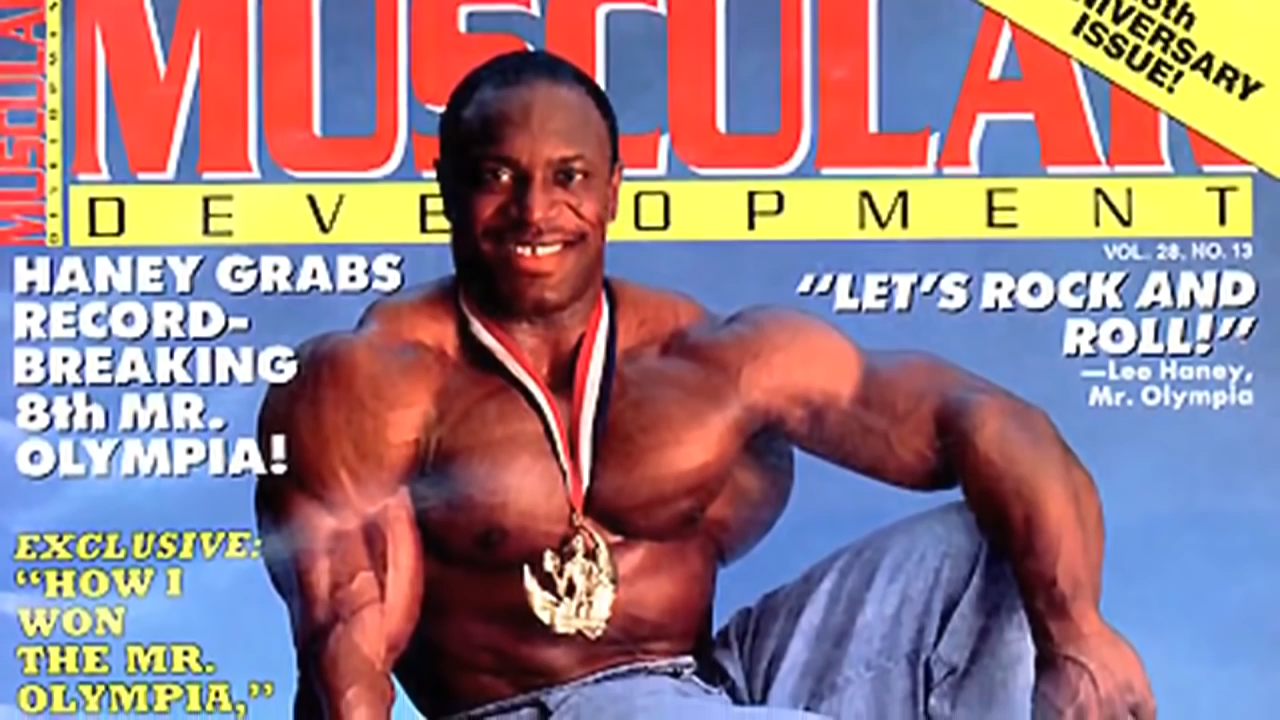 MUSCULAR
DEVELOPMENT
ANNIVERSARY
ISSUE!
VOL. 28, NO. 13
HANEY GRABS
RECORD-
BREAKING
8th MR.
OLYMPIA!
"LET'S ROCK AND
ROLL!"
—Lee Haney,
Mr. Olympia
EXCLUSIVE:
"HOW I
WON
THE MR.
OLYMPIA,"